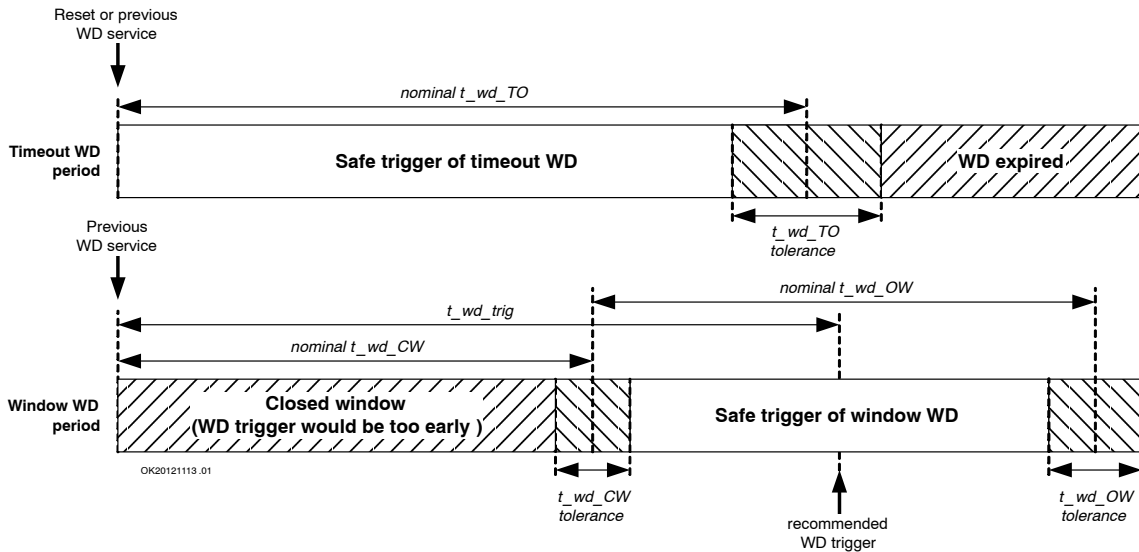 Reset or previous
WD service
nominal t_wd_TO
Timeout WD
period
Safe trigger of timeout WD
WD expired
t_wd_TO
tolerance
Previous
WD service
nominal t_wd_OW
t_wd_trig
nominal t_wd_CW
Window WD
period
Closed window
(WD trigger would be too early )
Safe trigger of window WD
OK20121113 .01
t_wd_CW
tolerance
recommended
WD trigger
t_wd_OW
tolerance